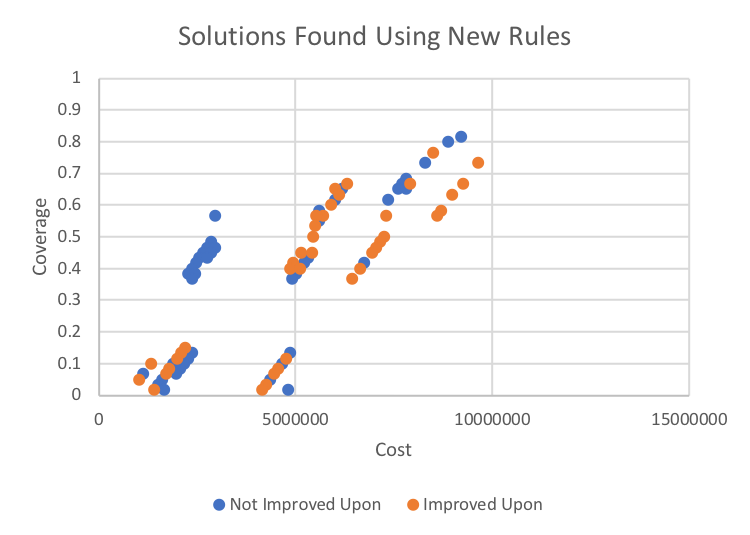 Solutions Found Using New Rules
1
0.9
0.8
0.7
0.6
0.5
0.4
0.3
0.2
0.1
0
Coverage
0 5000000 10000000 15000000
Cost
Not Improved Upon Improved Upon